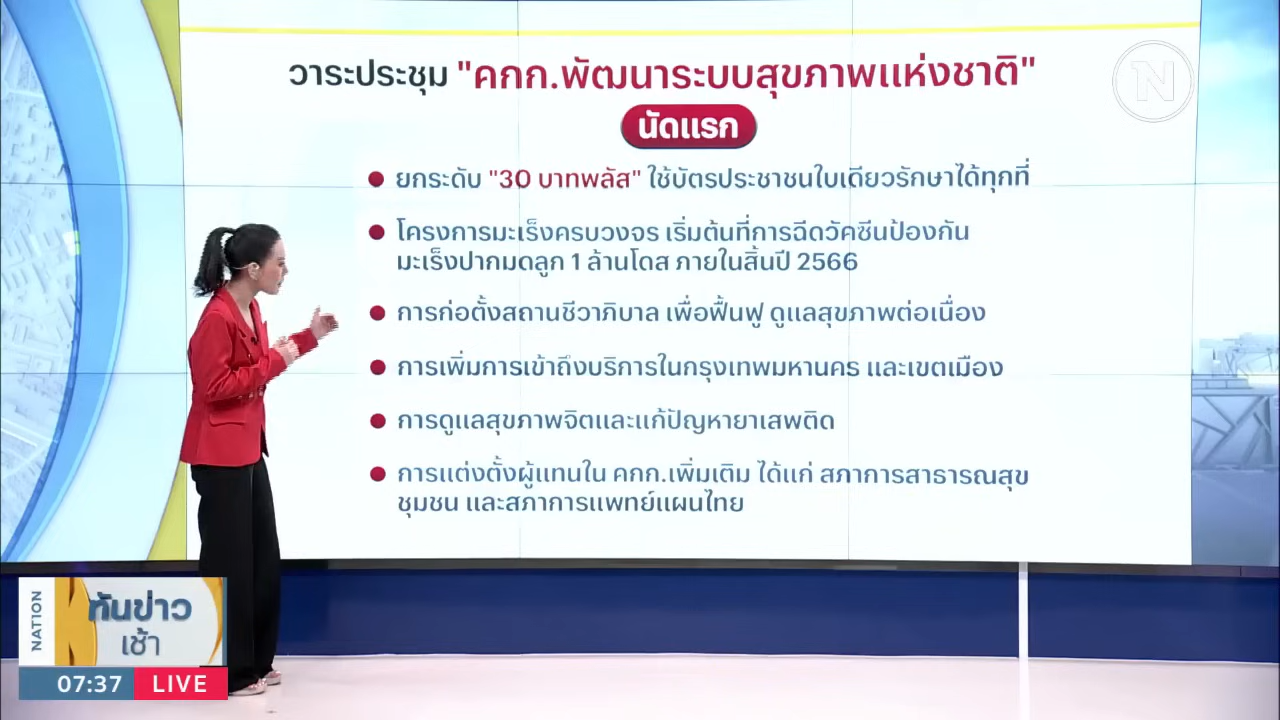 วาระประชุม "คกก.พัฒนาระบบสุขภาพแห่งชาติ"
นัดแรก
ยกระดับ "30 บาทพลัส" ใช้บัตรประชาชนใบเดียวรักษาได้ทุกที่
โครงการมะเร็งครบวงจร เริ่มต้นที่การฉีดวัคซีนป้องกัน
มะเร็งปากมดลูก 1 ล้านโดส ภายในสิ้นปี 2566
การก่อตั้งสถานชีวาภิบาล เพื่อฟื้นฟู ดูแลสุขภาพต่อเนื่อง
การเพิ่มการเข้าถึงบริการในกรุงเทพมหานคร และเขตเมือง
การดูแลสุขภาพจิตและแก้ปัญหายาเสพติด
การแต่งตั้งผู้แทนใน คกก.เพิ่มเติม ได้แก่ สภาการสาธารณสุข
ชุมชน และสภาการแพทย์แผนไทย
N
NATION
ทันข่าว
เช้า
07:37 LIVE